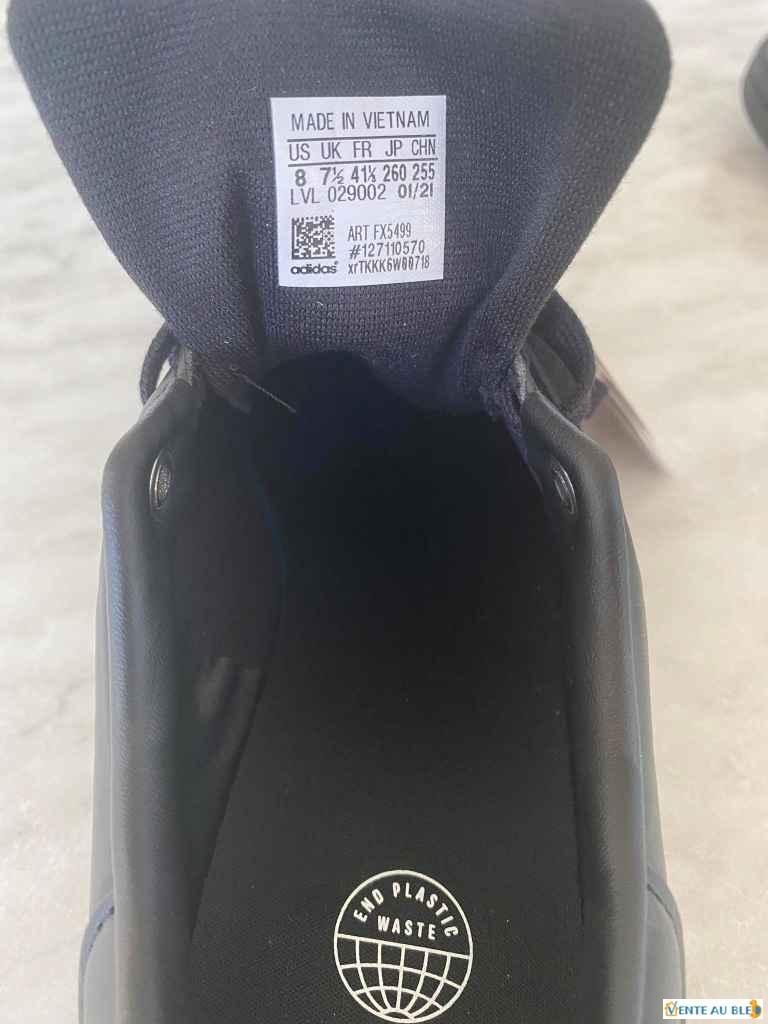 MADE IN VIETNAM
US UK FR JP CHN
8 7½ 41⅓ 260 255
LVL 029002 01/21
ART FX5499
#127110570
adidas xrTKKK6W00718
END PLASTIC
WASTE
VENTE AU BLED